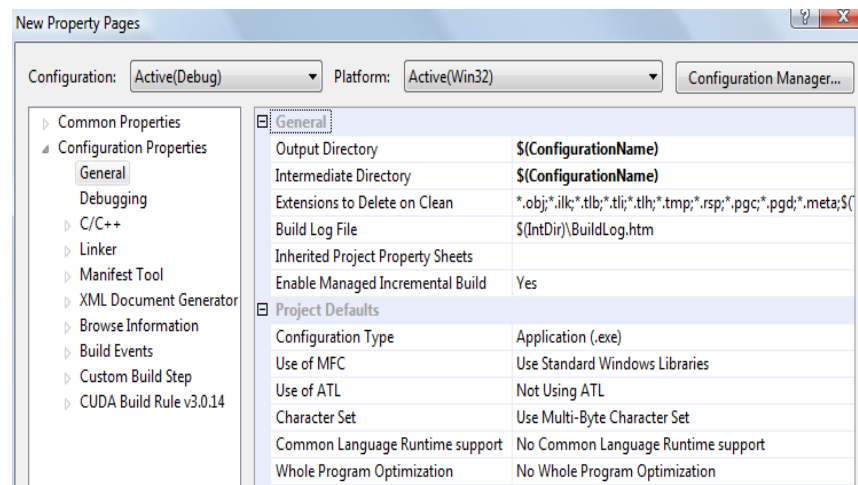 New Property Pages
Configuration: Active(Debug) Platform: Active(Win32) Configuration Manager...
Common Properties
Configuration Properties
General
Debugging
C/C++
Linker
Manifest Tool
XML Document Generator
Browse Information
Build Events
Custom Build Step
CUDA Build Rule v3.0.14
General
Output Directory $(ConfigurationName)
Intermediate Directory $(ConfigurationName)
Extensions to Delete on Clean *.obj;*.ilk;*.tlb;*.tli;*.tlh;*.tmp;*.rsp;*.pgc;*.pgd;*.meta;$(
Build Log File $(IntDir)\BuildLog.htm
Inherited Project Property Sheets
Enable Managed Incremental Build Yes
Project Defaults
Configuration Type Application (.exe)
Use of MFC Use Standard Windows Libraries
Use of ATL Not Using ATL
Character Set Use Multi-Byte Character Set
Common Language Runtime support No Common Language Runtime support
Whole Program Optimization No Whole Program Optimization